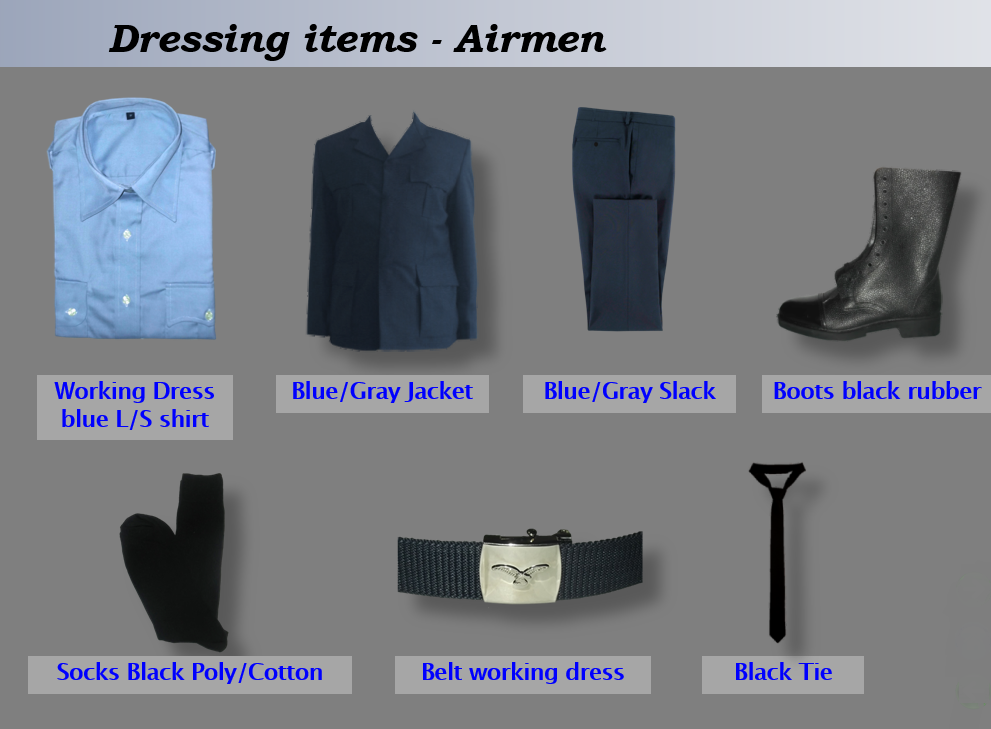 Dressing items - Airmen
Working Dress
blue L/S shirt
Blue/Gray Jacket
Blue/Gray Slack
Boots black rubber
Socks Black Poly/Cotton
Belt working dress
Black Tie